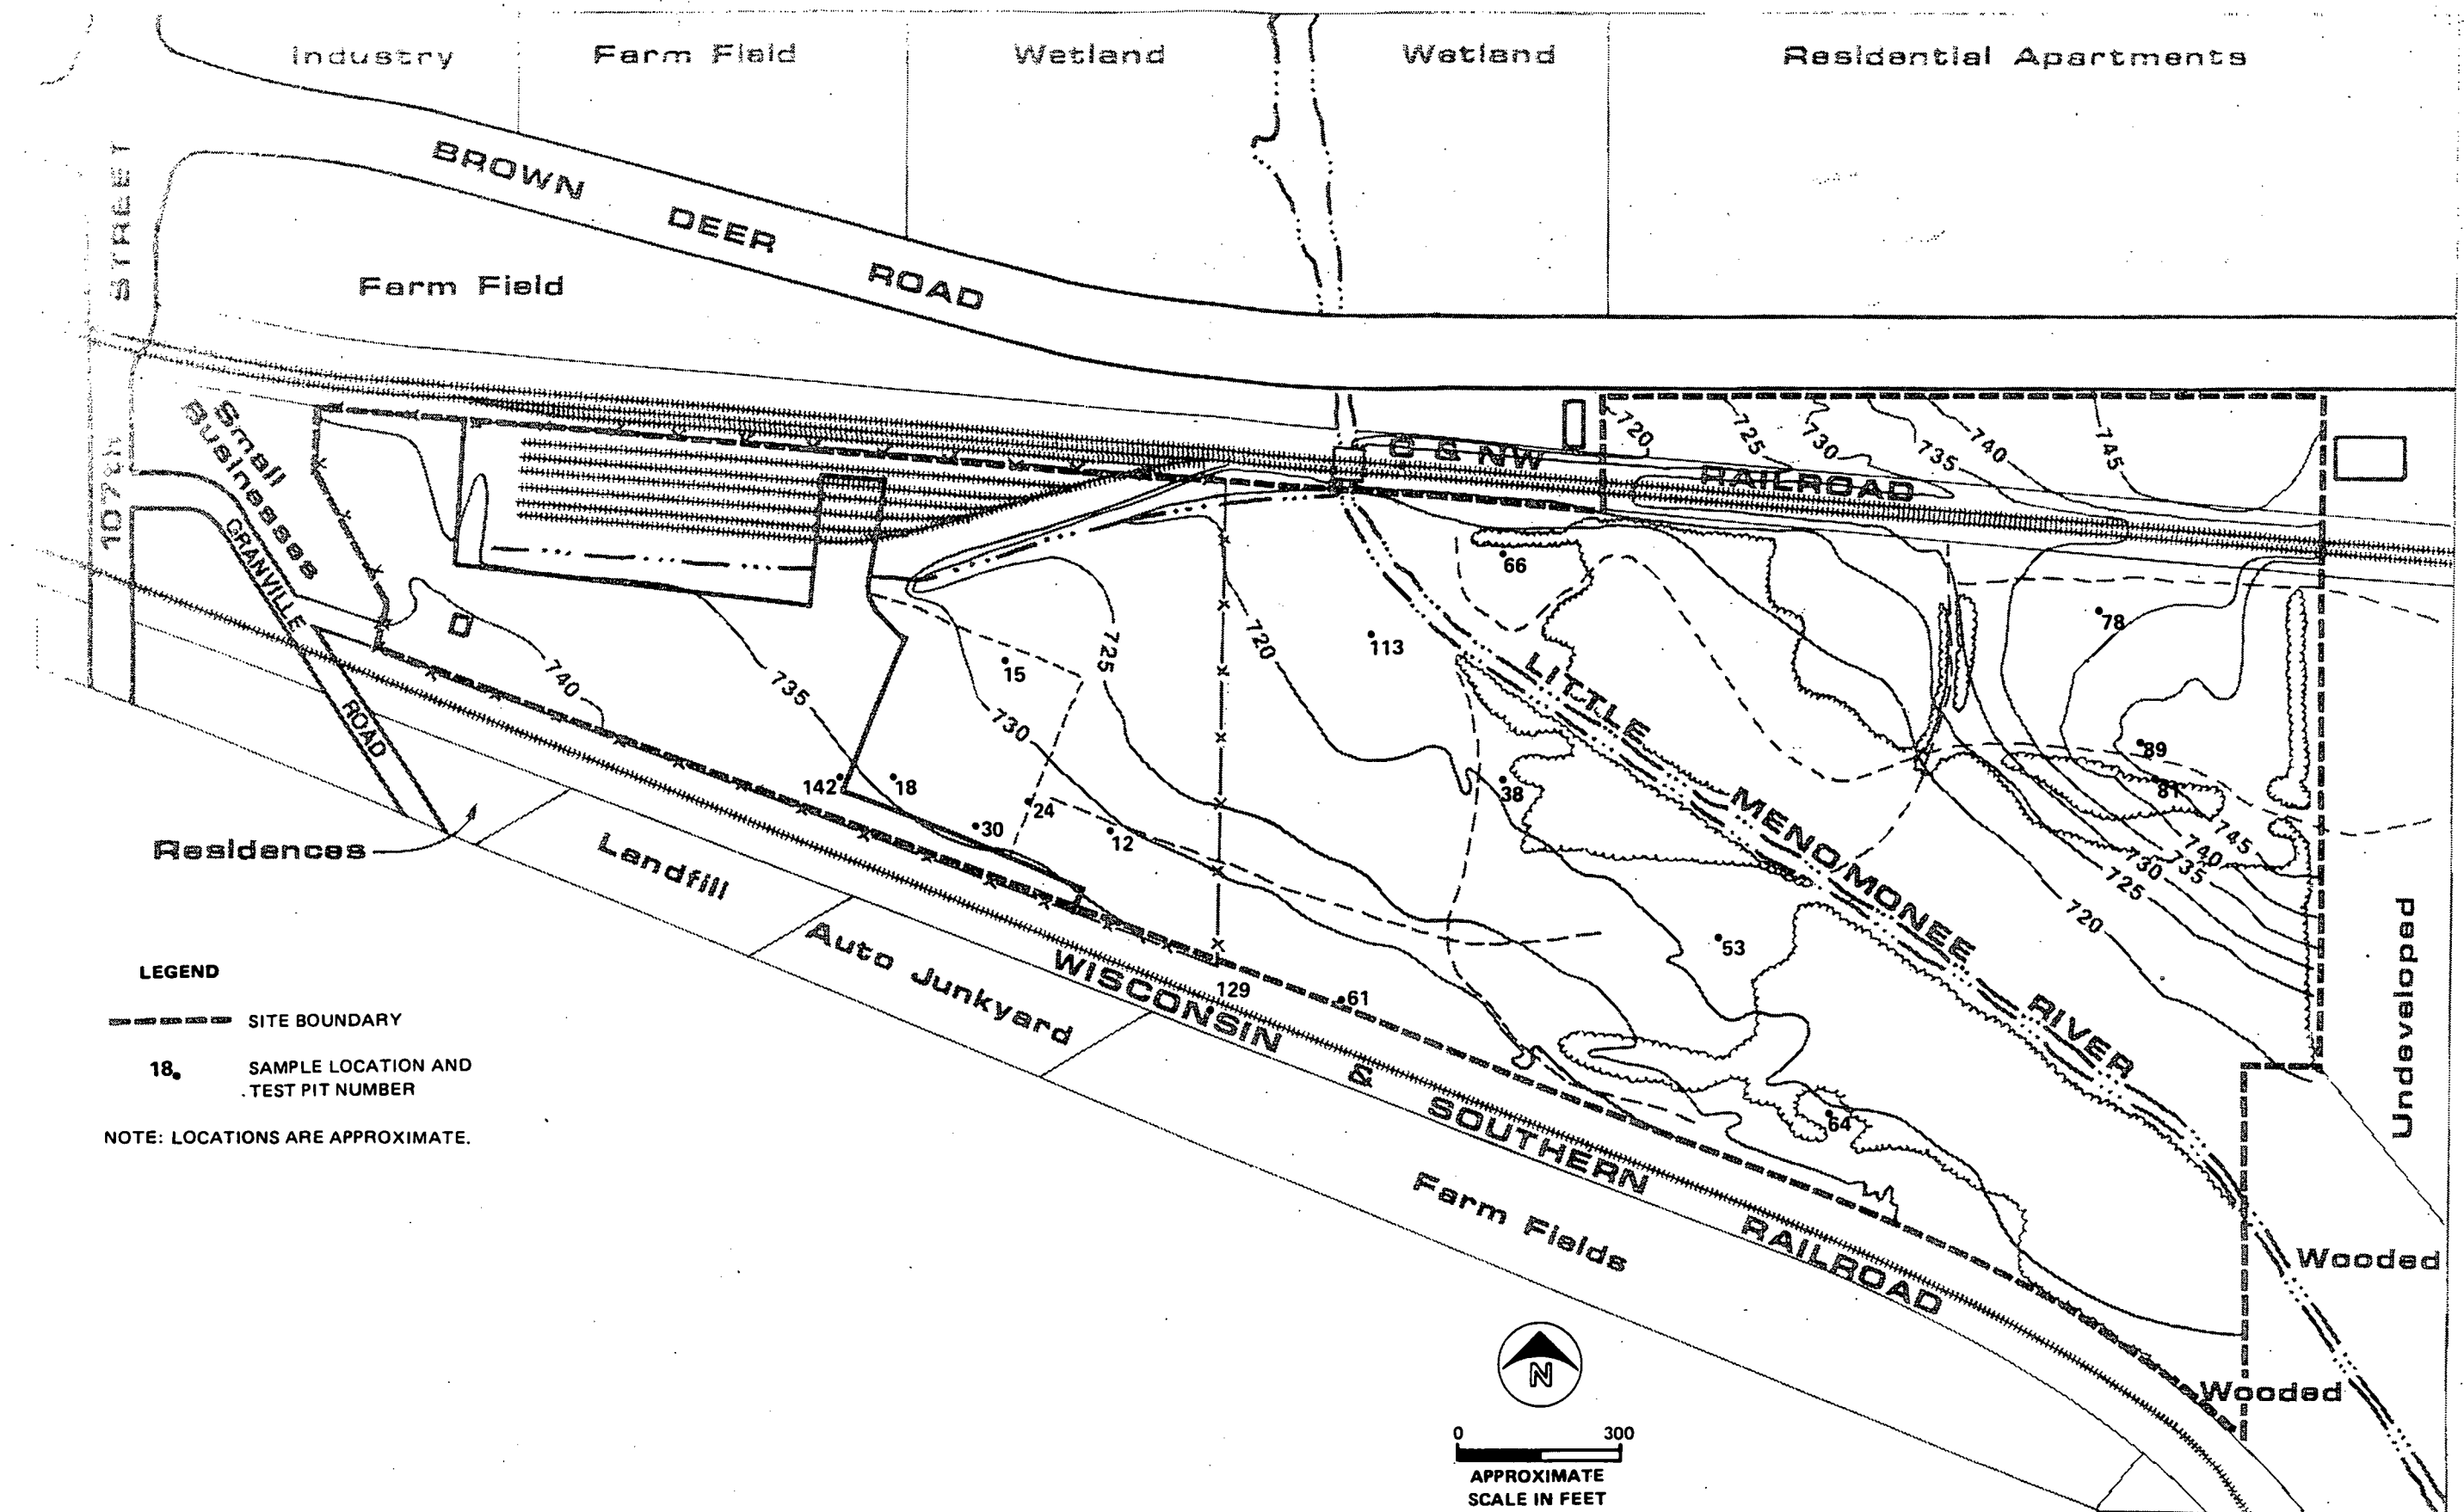 Industry
Farm Field
Wetland
Wetland
Residential Apartments
BROWN DEER ROAD
107th STREET
Farm Field
Small
Businesses
GRANVILLE ROAD
C & NW RAILROAD
720
725
730
735
740
745
66
113
78
15
720
725
730
735
740
LITTLE MENOMONEE RIVER
89
81
38
142
18
24
30
12
53
745
740
735
730
725
720
Residences
Landfill
Auto Junkyard
129
61
64
WISCONSIN & SOUTHERN RAILROAD
Farm Fields
Undeveloped
Wooded
Wooded
LEGEND
SITE BOUNDARY
18 SAMPLE LOCATION AND
TEST PIT NUMBER
NOTE: LOCATIONS ARE APPROXIMATE.
N
0 300
APPROXIMATE
SCALE IN FEET